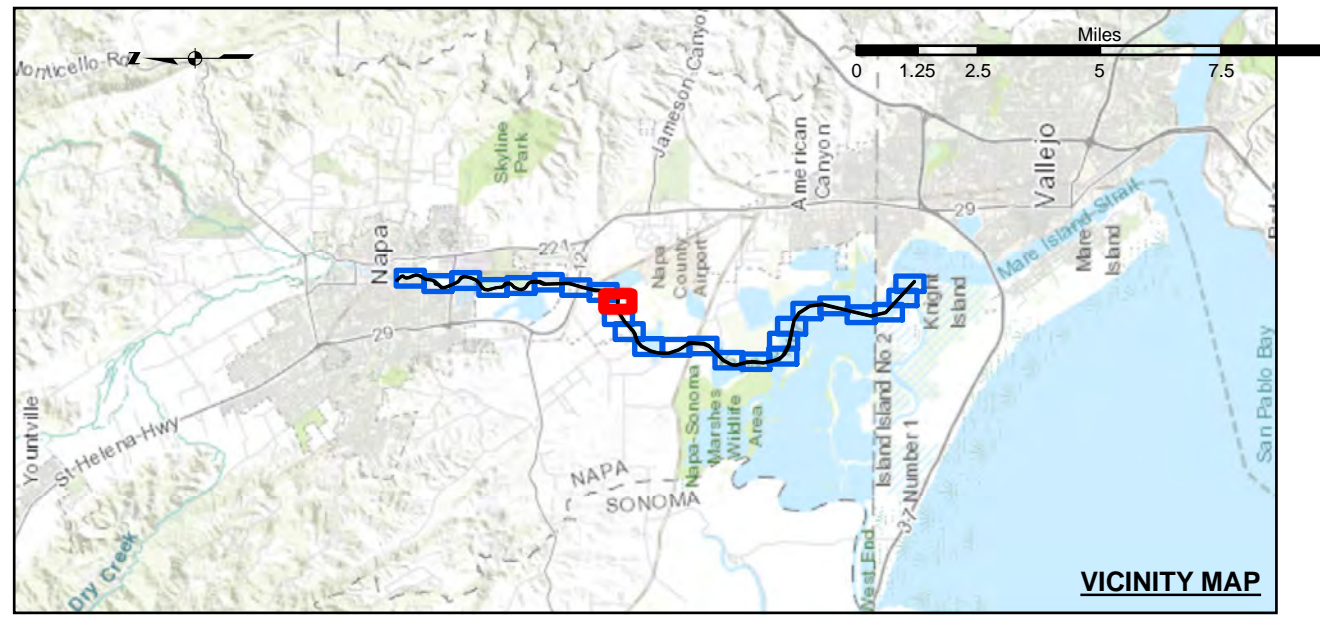 Monticello Rd
Z
Miles
0 1.25 2.5 5 7.5
Jameson-Canyo
Skyline
Park
American
Canyon
Vallejo
29
Mare Island-Strait
Mare
Island
Napa
221
12
Napa
County
Airport
Knight
Island
29
Yountville
St-Helena-Hwy
Napa-Sonoma
Marshes
Wildlife
Area
Island Island No 2
37-Number 1
San Pablo Bay
NAPA
SONOMA
West End
Dry Creek
VICINITY MAP